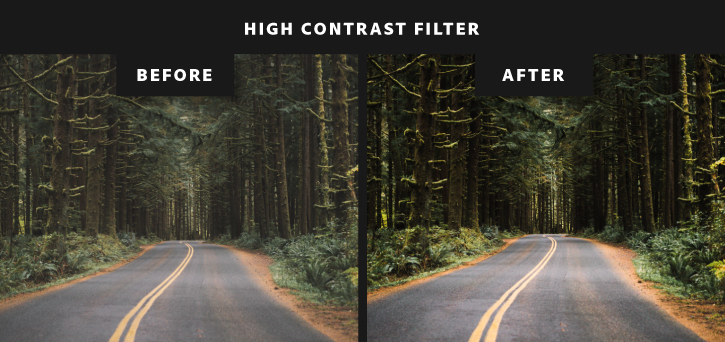 HIGH CONTRAST FILTER
BEFORE
AFTER